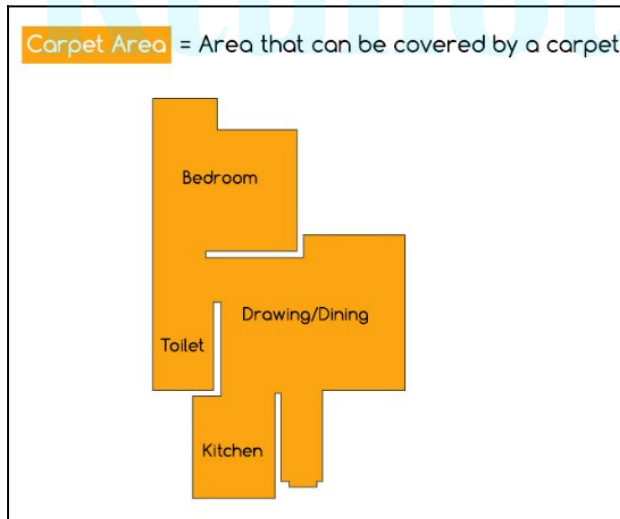 Carpet Area = Area that can be covered by a carpet
Bedroom
Drawing/Dining
Toilet
Kitchen